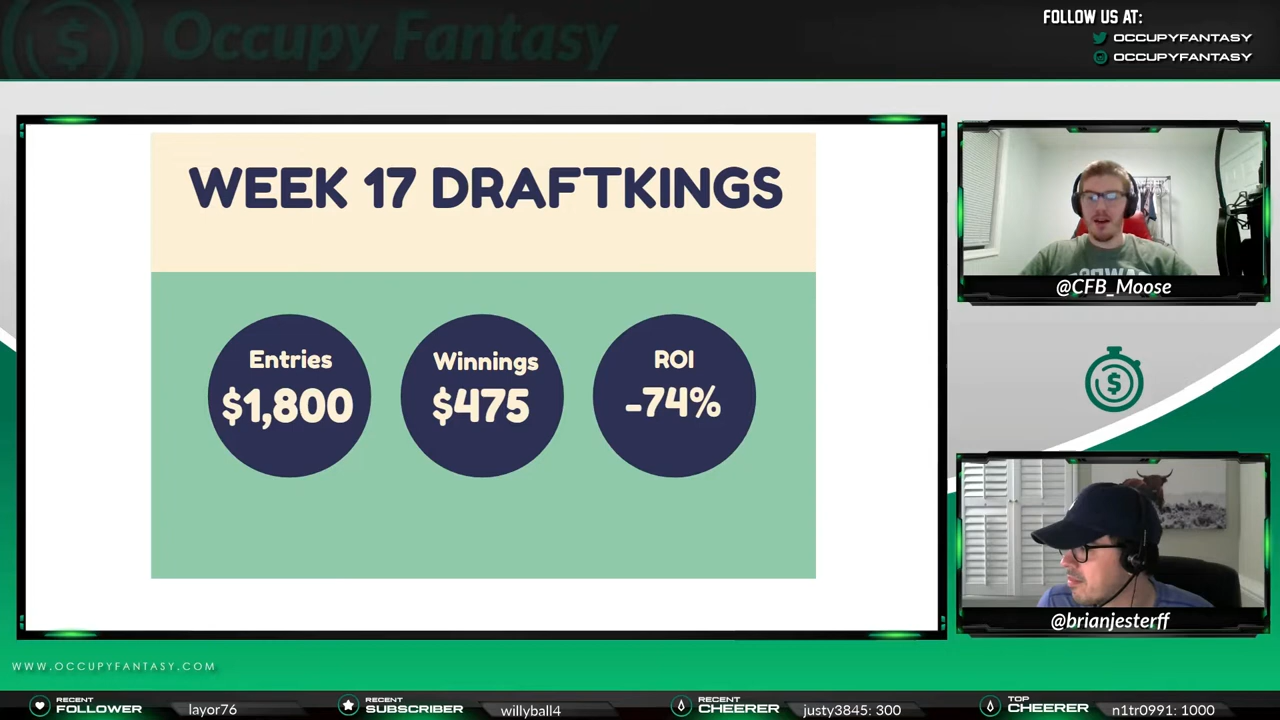 Occupy Fantasy
FOLLOW US AT:
OCCUPYFANTASY
OCCUPYFANTASY
WEEK 17 DRAFTKINGS
Entries
$1,800
Winnings
$475
ROI
-74%
@CFB_Moose
@brianjesterff
WWW.OCCUPYFANTASY.COM
RECENT
FOLLOWER
layor76
RECENT
SUBSCRIBER
willyball4
RECENT
CHEERER
justy3845: 300
TOP
CHEERER
n1tr0991: 1000